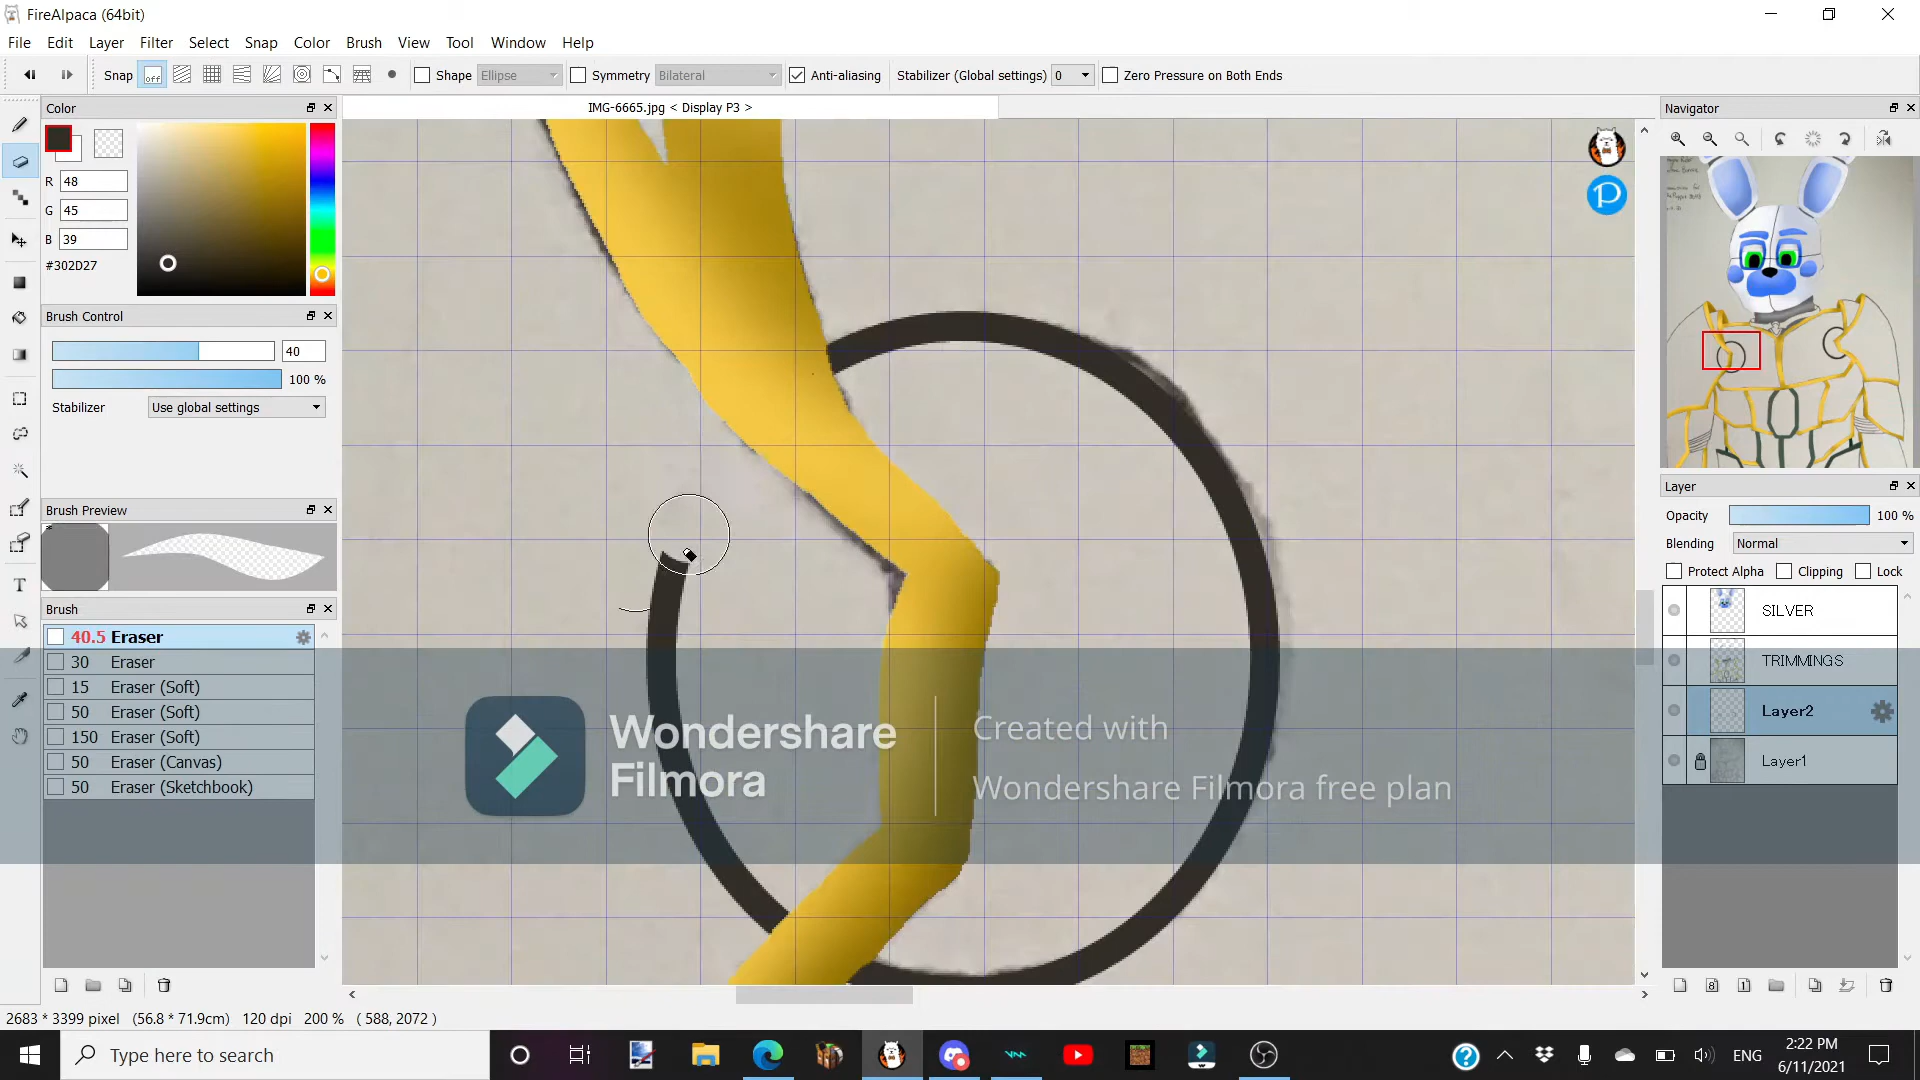 FireAlpaca (64bit)
File Edit Layer Filter Select Snap Color Brush View Tool Window Help
Snap off Shape Ellipse Symmetry Bilateral Anti-aliasing Stabilizer (Global settings) 0 Zero Pressure on Both Ends
Color
IMG-6665.jpg < Display P3 >
Navigator
R 48
G 45
B 39
#302D27
Brush Control
40
100 %
Stabilizer Use global settings
Layer
Brush Preview
Opacity 100 %
Blending Normal
Protect Alpha Clipping Lock
Brush
SILVER
40.5 Eraser
30 Eraser
TRIMMINGS
15 Eraser (Soft)
50 Eraser (Soft)
Layer2
150 Eraser (Soft)
50 Eraser (Canvas)
Layer1
50 Eraser (Sketchbook)
Wondershare
Filmora
Created with
Wondershare Filmora free plan
2683 * 3399 pixel (56.8 * 71.9cm) 120 dpi 200 % ( 588, 2072 )
Type here to search
ENG
2:22 PM
6/11/2021